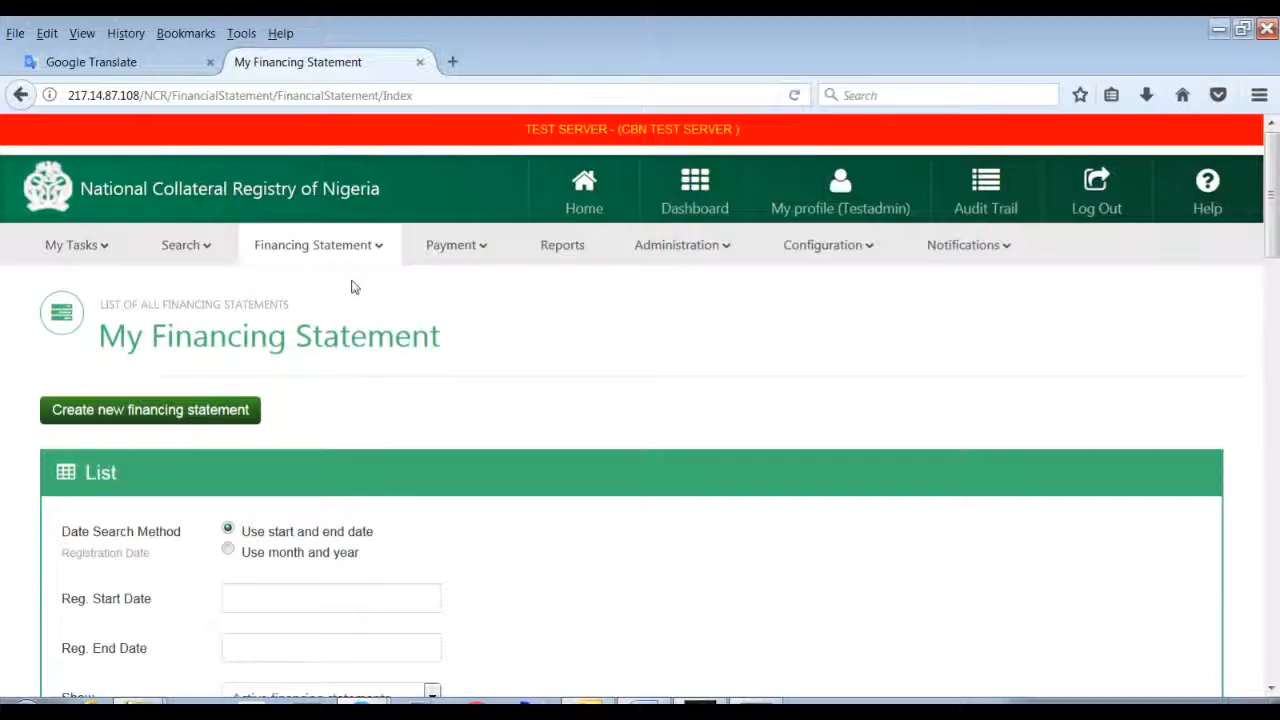 File Edit View History Bookmarks Tools Help
Google Translate My Financing Statement
217.14.87.108/NCR/FinancialStatement/FinancialStatement/Index Search
TEST SERVER - (CBN TEST SERVER )
National Collateral Registry of Nigeria
Home Dashboard My profile (Testadmin) Audit Trail Log Out Help
My Tasks Search Financing Statement Payment Reports Administration Configuration Notifications
LIST OF ALL FINANCING STATEMENTS
My Financing Statement
Create new financing statement
List
Date Search Method Use start and end date
Registration Date Use month and year
Reg. Start Date
Reg. End Date
Show Active financing statements